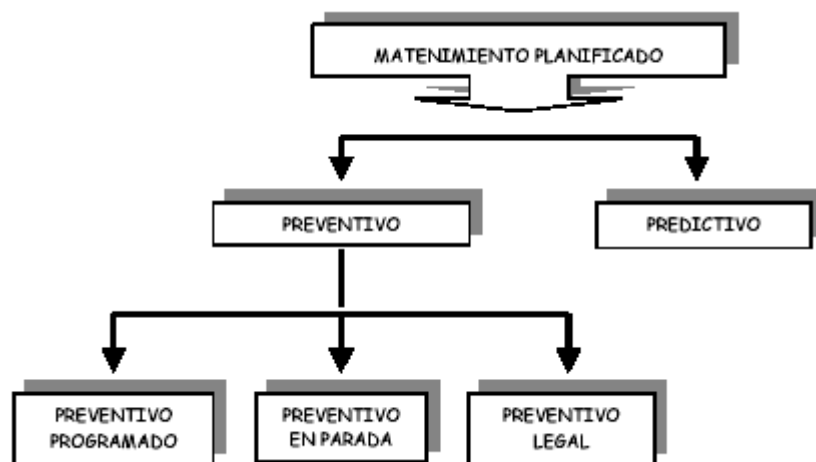 MATENIMIENTO PLANIFICADO
PREVENTIVO
PREDICTIVO
PREVENTIVO
PROGRAMADO
PREVENTIVO
EN PARADA
PREVENTIVO
LEGAL